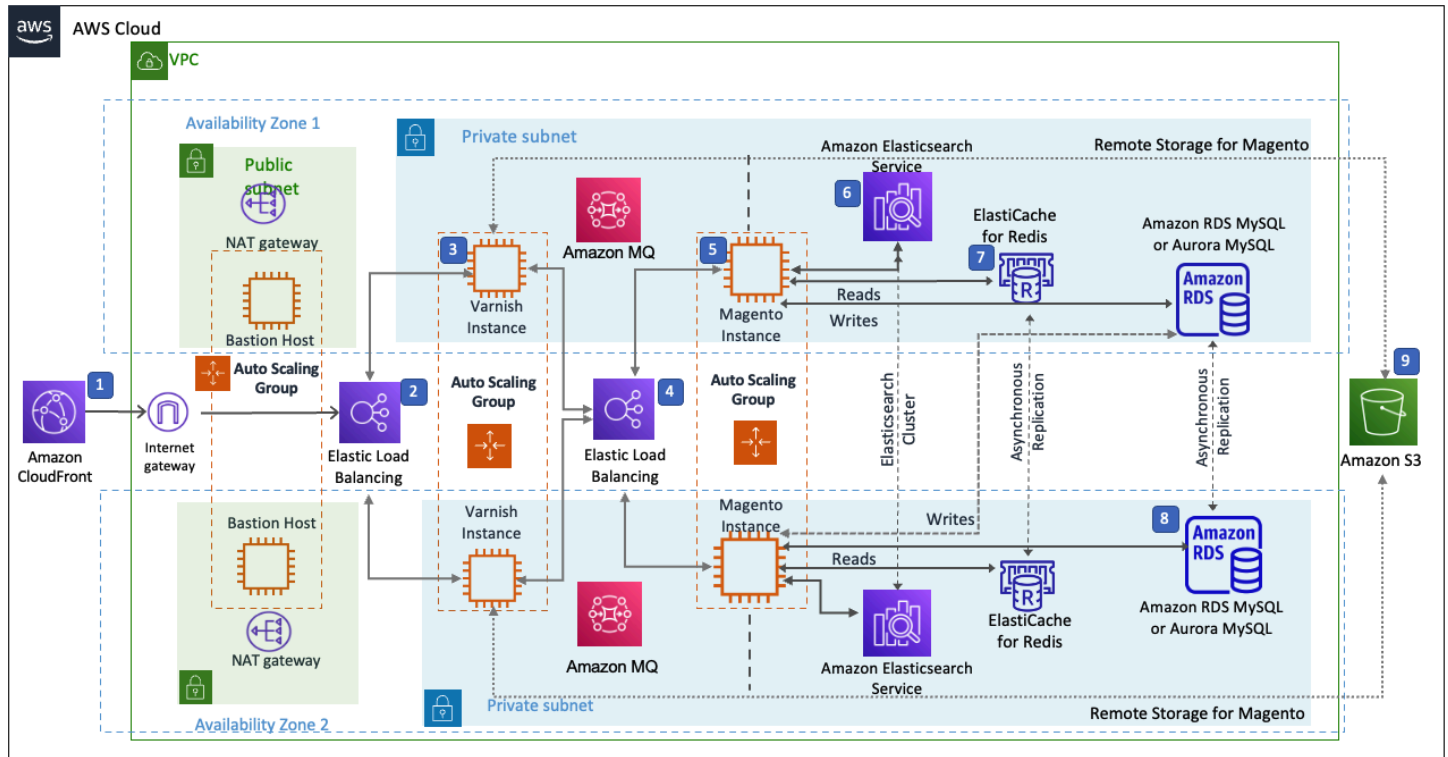 aws
AWS Cloud
VPC
Availability Zone 1
Public
subnet
NAT gateway
Bastion Host
Auto Scaling
Group
1
Amazon
CloudFront
Internet
gateway
2
Elastic Load
Balancing
Bastion Host
NAT gateway
Availability Zone 2
Private subnet
3
Varnish
Instance
Amazon MQ
Auto Scaling
Group
4
Elastic Load
Balancing
Varnish
Instance
Amazon MQ
Private subnet
5
Magento
Instance
Auto Scaling
Group
Magento
Instance
Amazon Elasticsearch
Service
6
Remote Storage for Magento
ElastiCache
for Redis
7
Amazon RDS MySQL
or Aurora MySQL
Amazon
RDS
R
Reads
Writes
Elasticsearch
Cluster
Asynchronous
Replication
Asynchronous
Replication
9
Amazon S3
Writes
8
Amazon
RDS
Reads
R
ElastiCache
for Redis
Amazon RDS MySQL
or Aurora MySQL
Amazon Elasticsearch
Service
Remote Storage for Magento